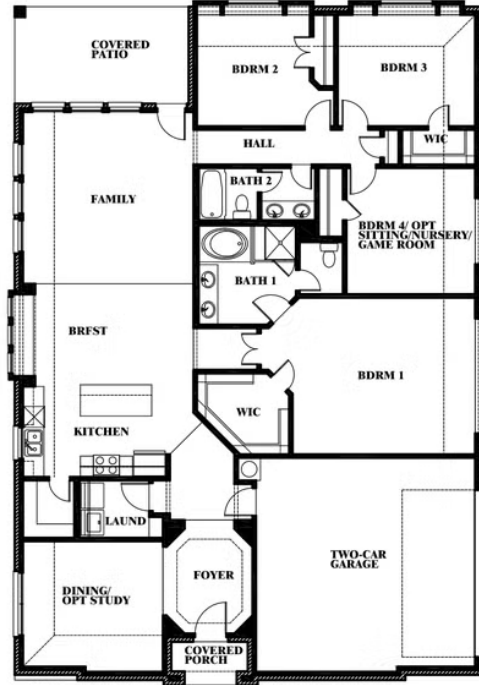 COVERED
PATIO
BDRM 2
BDRM 3
HALL
WIC
BATH 2
FAMILY
BDRM 4/ OPT
SITTING/NURSERY/
GAME ROOM
BATH 1
BRFST
BDRM 1
WIC
KITCHEN
LAUND
TWO-CAR
GARAGE
FOYER
DINING/
OPT STUDY
COVERED
PORCH